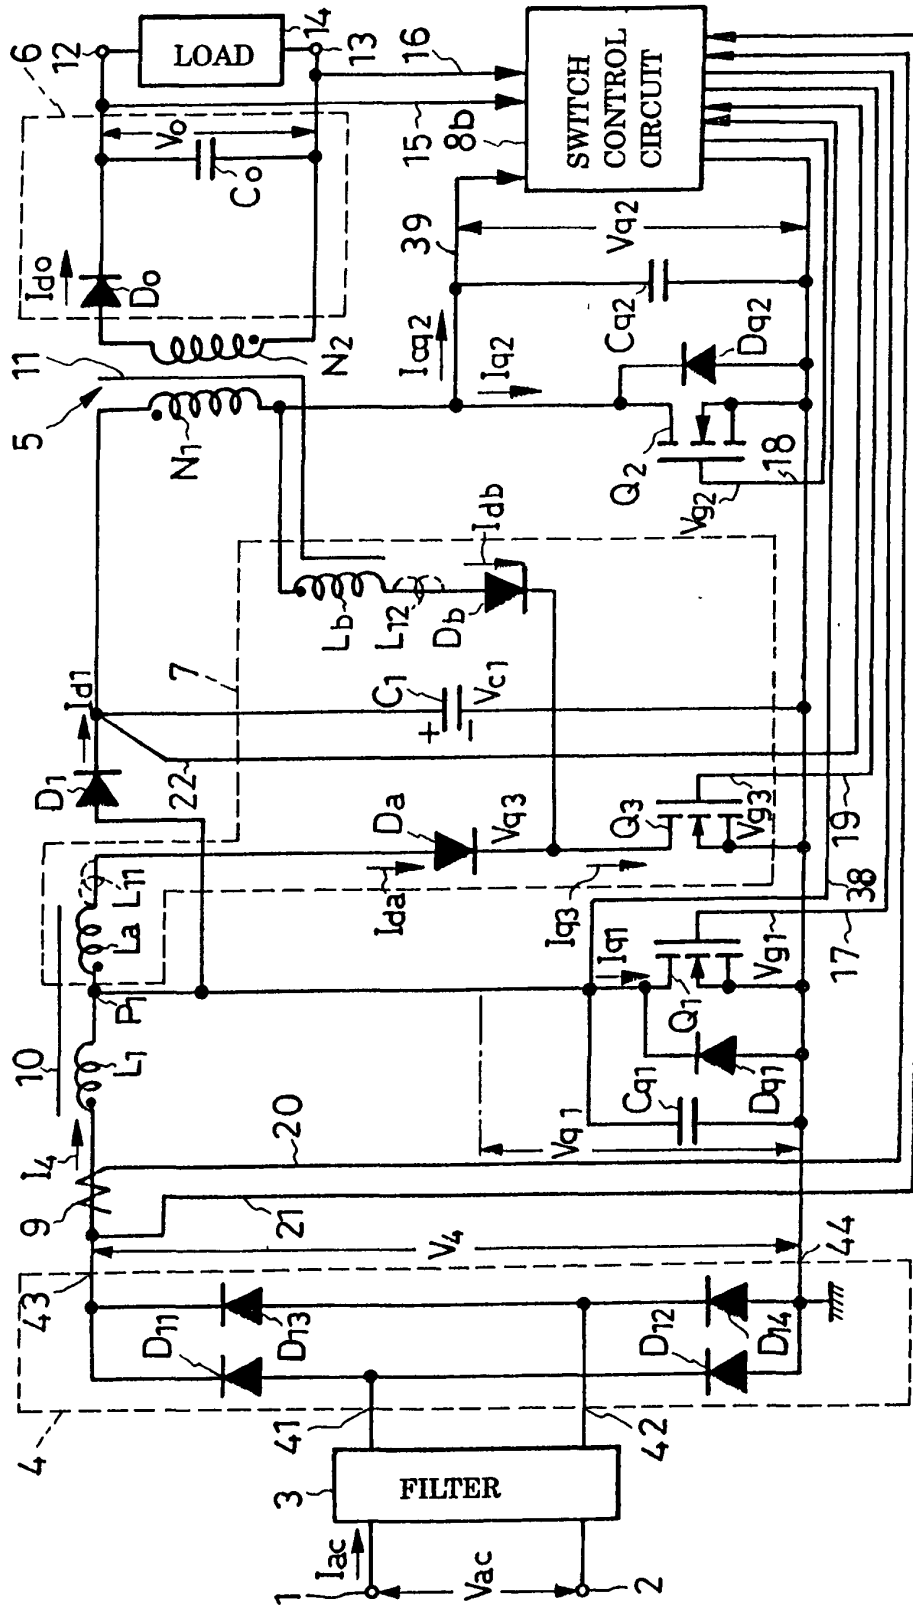 1
2
Iac
Vac
3
FILTER
41
42
4
D11
D13
D12
D14
43
44
V4
9
I4
21
20
10
L1
P1
La
L11
Vq1
Cq1
Dq1
Q1
Iq1
Vg1
17
38
19
D1
Id1
22
7
Da
Ida
Vq3
Iq3
Q3
Vg3
C1
+
−
Vc1
Lb
L12
Db
Idb
5
11
N1
N2
Ido
Do
6
Vo
Co
12
13
14
LOAD
15
16
8b
SWITCH
CONTROL
CIRCUIT
39
Icq2
Iq2
Vq2
Cq2
Dq2
Q2
Vg2
18